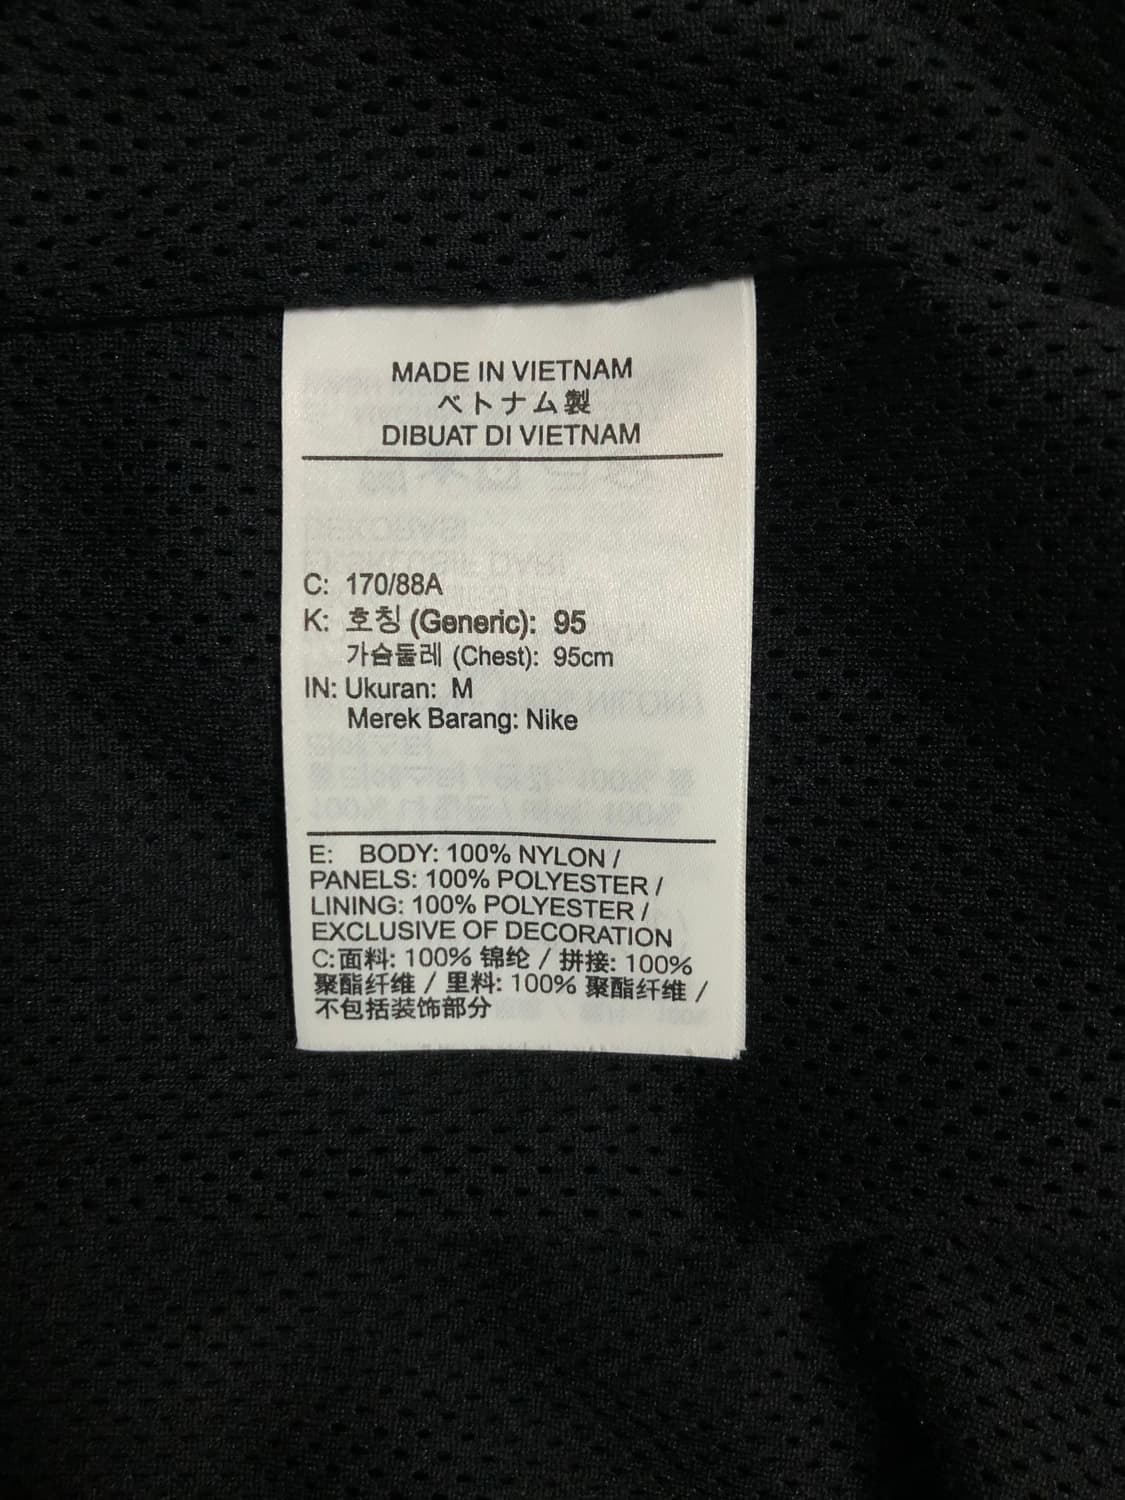 MADE IN VIETNAM
ベトナム製
DIBUAT DI VIETNAM
C: 170/88A
K: 호칭 (Generic): 95
가슴둘레 (Chest): 95cm
IN: Ukuran: M
Merek Barang: Nike
E: BODY: 100% NYLON /
PANELS: 100% POLYESTER /
LINING: 100% POLYESTER /
EXCLUSIVE OF DECORATION
C:面料: 100% 锦纶 / 拼接: 100%
聚酯纤维 / 里料: 100% 聚酯纤维 /
不包括装饰部分